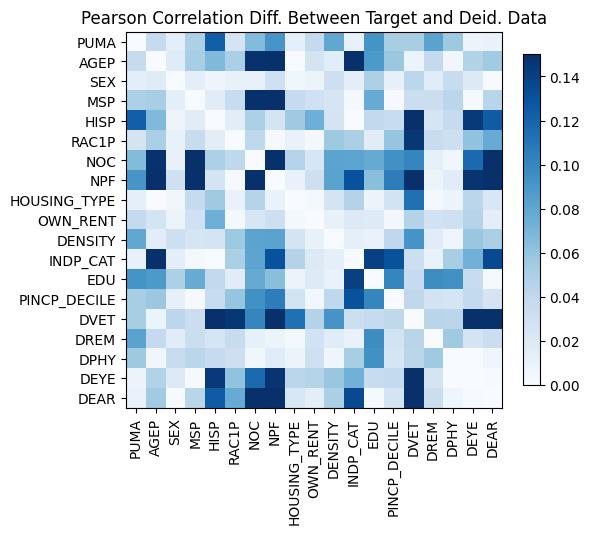 Pearson Correlation Diff. Between Target and Deid. Data
PUMA
AGEP
SEX
MSP
HISP
RAC1P
NOC
NPF
HOUSING_TYPE
OWN_RENT
DENSITY
INDP_CAT
EDU
PINCP_DECILE
DVET
DREM
DPHY
DEYE
DEAR
PUMA
AGEP
SEX
MSP
HISP
RAC1P
NOC
NPF
HOUSING_TYPE
OWN_RENT
DENSITY
INDP_CAT
EDU
PINCP_DECILE
DVET
DREM
DPHY
DEYE
DEAR
0.14
0.12
0.10
0.08
0.06
0.04
0.02
0.00